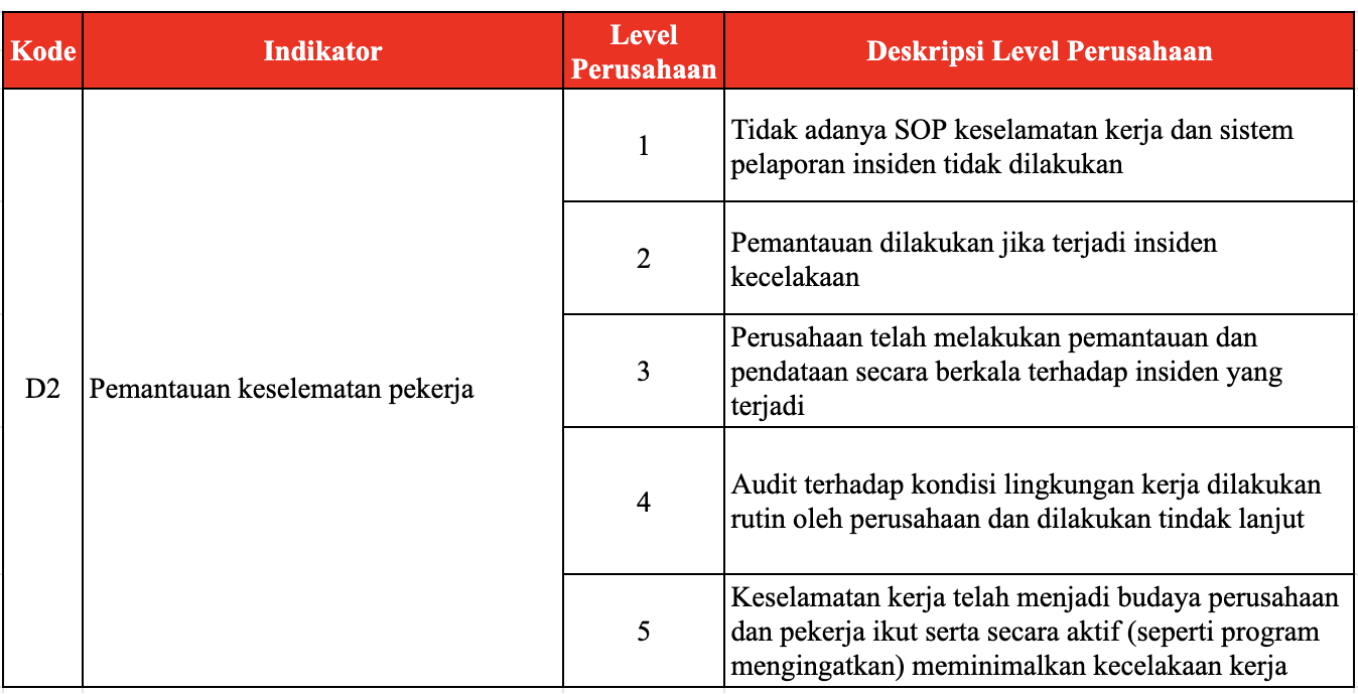 Kode
Indikator
Level
Perusahaan
Deskripsi Level Perusahaan
D2
Pemantauan keselematan pekerja
1
Tidak adanya SOP keselamatan kerja dan sistem
pelaporan insiden tidak dilakukan
2
Pemantauan dilakukan jika terjadi insiden
kecelakaan
3
Perusahaan telah melakukan pemantauan dan
pendataan secara berkala terhadap insiden yang
terjadi
4
Audit terhadap kondisi lingkungan kerja dilakukan
rutin oleh perusahaan dan dilakukan tindak lanjut
5
Keselamatan kerja telah menjadi budaya perusahaan
dan pekerja ikut serta secara aktif (seperti program
mengingatkan) meminimalkan kecelakaan kerja